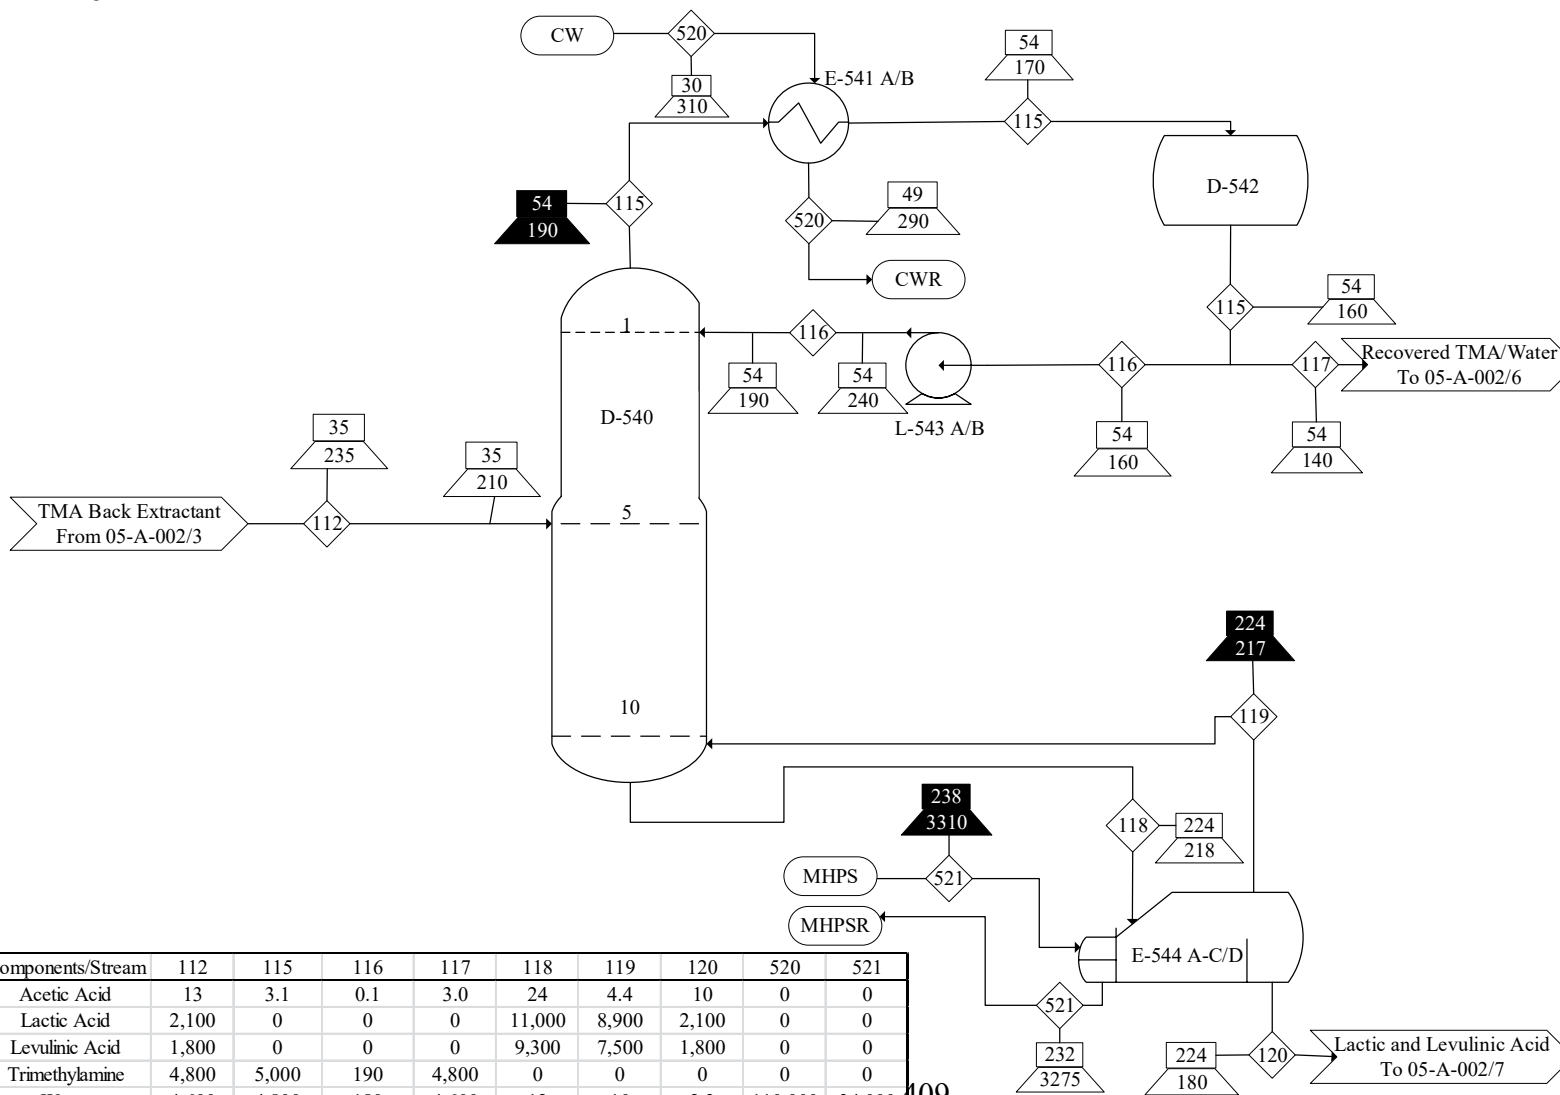 CW
520
30
310
E-541 A/B
54
170
115
D-542
54
190
115
520
49
290
CWR
115
54
160
1
116
54
190
54
240
L-543 A/B
116
54
160
117
54
140
Recovered TMA/Water
To 05-A-002/6
D-540
35
235
35
210
TMA Back Extractant
From 05-A-002/3
112
5
10
224
217
119
238
3310
118
224
218
MHPS
521
MHPSR
E-544 A-C/D
521
232
3275
224
180
120
Lactic and Levulinic Acid
To 05-A-002/7
omponents/Stream 112 115 116 117 118 119 120 520 521
Acetic Acid 13 3.1 0.1 3.0 24 4.4 10 0 0
Lactic Acid 2,100 0 0 0 11,000 8,900 2,100 0 0
Levulinic Acid 1,800 0 0 0 9,300 7,500 1,800 0 0
Trimethylamine 4,800 5,000 190 4,800 0 0 0 0 0
409